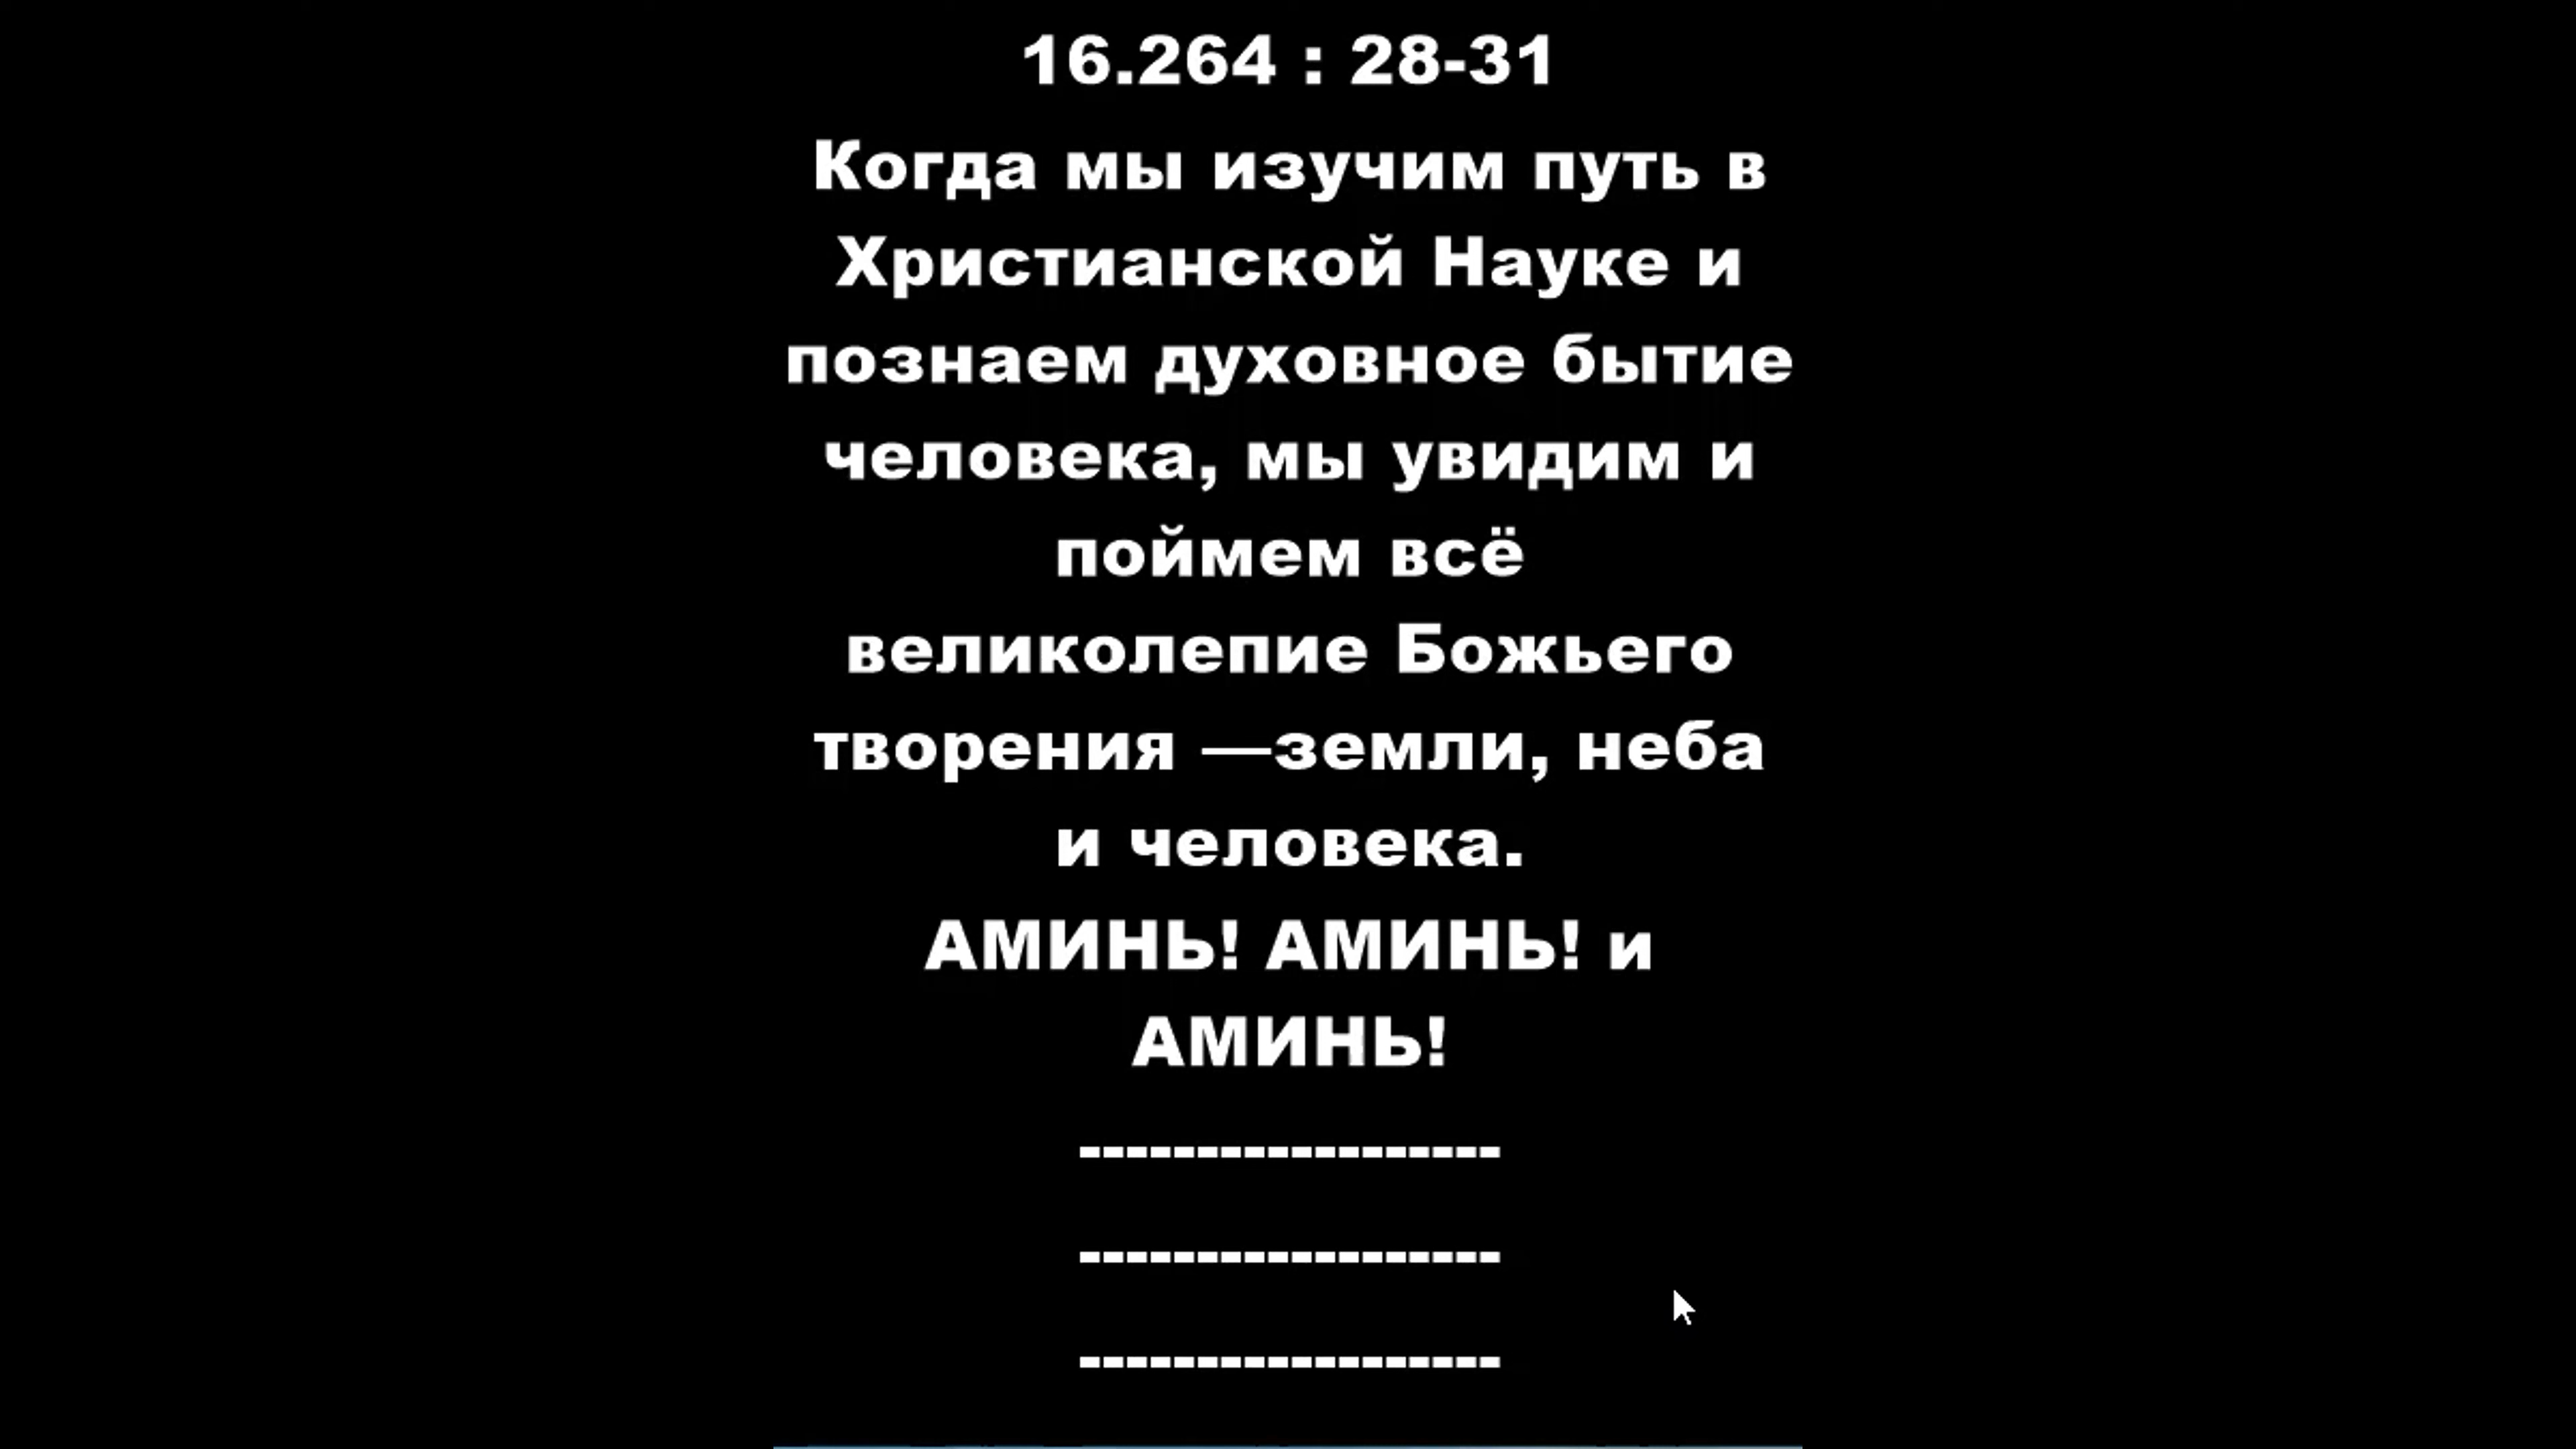 16.264 : 28-31
Когда мы изучим путь в
Христианской Науке и
познаем духовное бытие
человека, мы увидим и
поймем всё
великолепие Божьего
творения —земли, неба
и человека.
АМИНЬ! АМИНЬ! и
АМИНЬ!
------------------
------------------
------------------